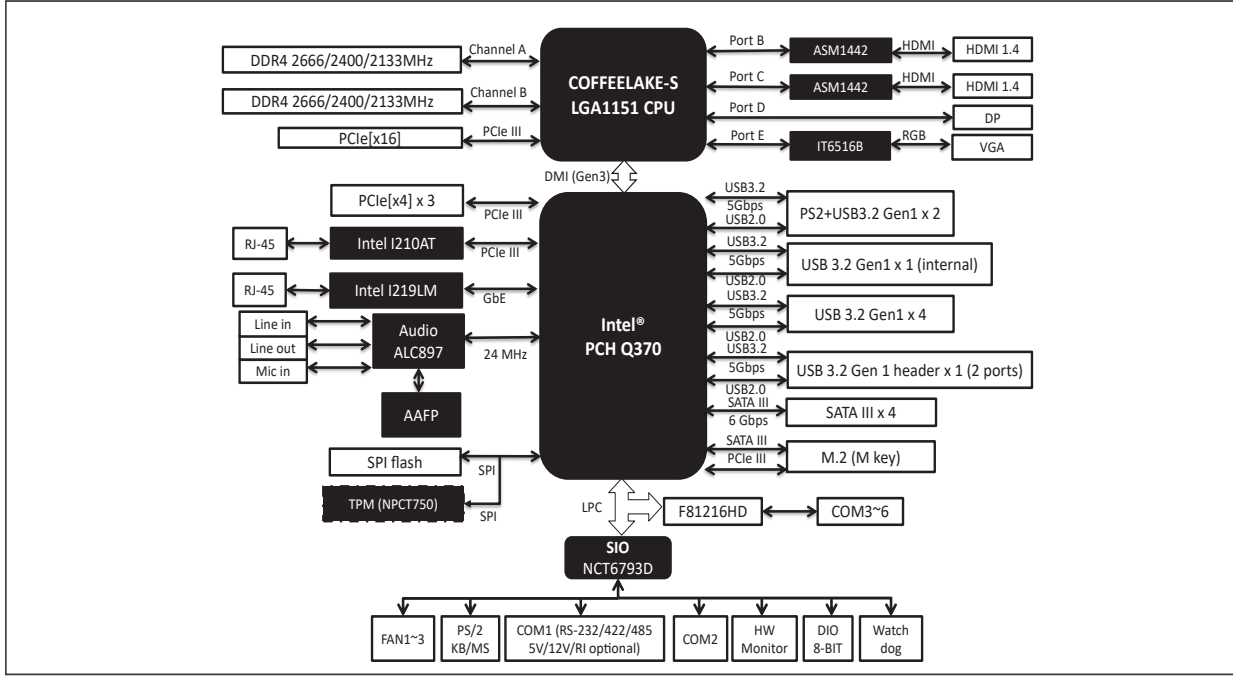 DDR4 2666/2400/2133MHz
Channel A
DDR4 2666/2400/2133MHz
Channel B
PCIe[x16]
PCIe III
COFFEELAKE-S
LGA1151 CPU
Port B
ASM1442
HDMI
HDMI 1.4
Port C
ASM1442
HDMI
HDMI 1.4
Port D
DP
Port E
IT6516B
RGB
VGA
DMI (Gen3)
PCIe[x4] x 3
PCIe III
RJ-45
Intel I210AT
PCIe III
RJ-45
Intel I219LM
GbE
Line in
Line out
Mic in
Audio
ALC897
24 MHz
AAFP
SPI flash
SPI
TPM (NPCT750)
SPI
Intel®
PCH Q370
USB3.2
5Gbps
USB2.0
PS2+USB3.2 Gen1 x 2
USB3.2
5Gbps
USB2.0
USB 3.2 Gen1 x 1 (internal)
USB3.2
5Gbps
USB2.0
USB 3.2 Gen1 x 4
USB3.2
5Gbps
USB2.0
USB 3.2 Gen 1 header x 1 (2 ports)
SATA III
6 Gbps
SATA III x 4
SATA III
PCIe III
M.2 (M key)
LPC
F81216HD
COM3~6
SIO
NCT6793D
FAN1~3
PS/2
KB/MS
COM1 (RS-232/422/485
5V/12V/RI optional)
COM2
HW
Monitor
DIO
8-BIT
Watch
dog